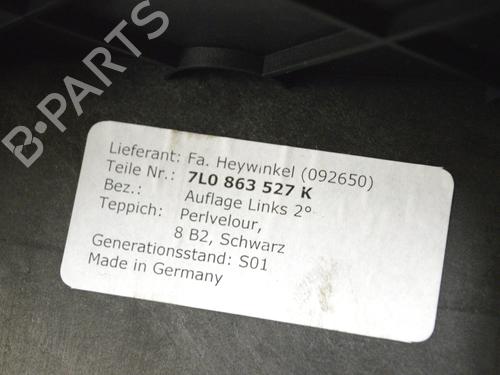 B-PARTS
Lieferant: Fa. Heywinkel (092650)
Teile Nr.: 7L0 863 527 K
Bez.: Auflage Links 2°
Teppich: Perlvelour,
8 B2, Schwarz
Generationsstand: S01
Made in Germany